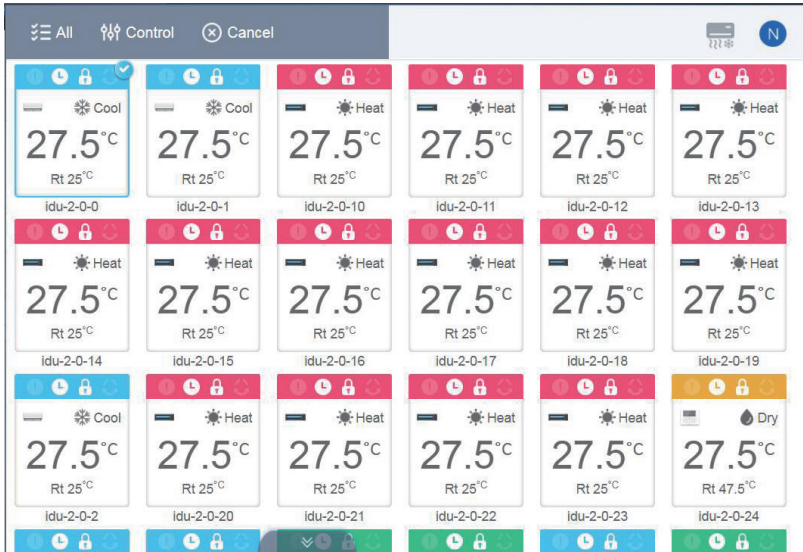 All Control Cancel N
Cool Cool Heat Heat Heat Heat
27.5°C 27.5°C 27.5°C 27.5°C 27.5°C 27.5°C
Rt 25°C Rt 25°C Rt 25°C Rt 25°C Rt 25°C Rt 25°C
idu-2-0-0 idu-2-0-1 idu-2-0-10 idu-2-0-11 idu-2-0-12 idu-2-0-13
Heat Heat Heat Heat Heat Heat
27.5°C 27.5°C 27.5°C 27.5°C 27.5°C 27.5°C
Rt 25°C Rt 25°C Rt 25°C Rt 25°C Rt 25°C Rt 25°C
idu-2-0-14 idu-2-0-15 idu-2-0-16 idu-2-0-17 idu-2-0-18 idu-2-0-19
Cool Heat Heat Heat Heat Dry
27.5°C 27.5°C 27.5°C 27.5°C 27.5°C 27.5°C
Rt 25°C Rt 25°C Rt 25°C Rt 25°C Rt 25°C Rt 47.5°C
idu-2-0-2 idu-2-0-20 idu-2-0-21 idu-2-0-22 idu-2-0-23 idu-2-0-24